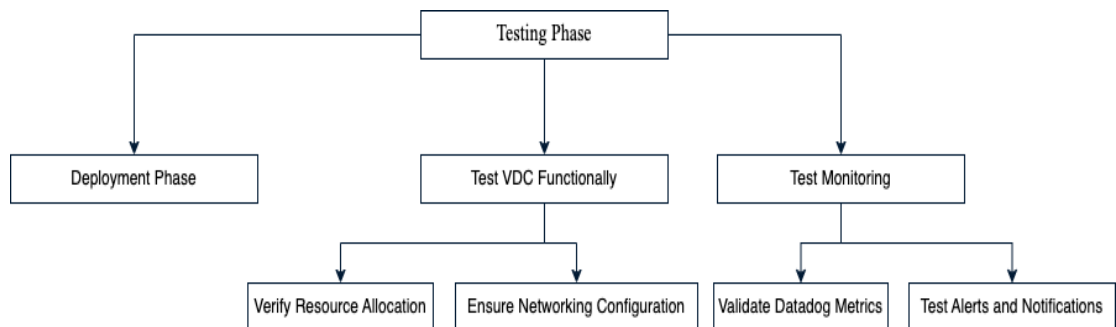 Testing Phase
Deployment Phase
Test VDC Functionally
Test Monitoring
Verify Resource Allocation
Ensure Networking Configuration
Validate Datadog Metrics
Test Alerts and Notifications